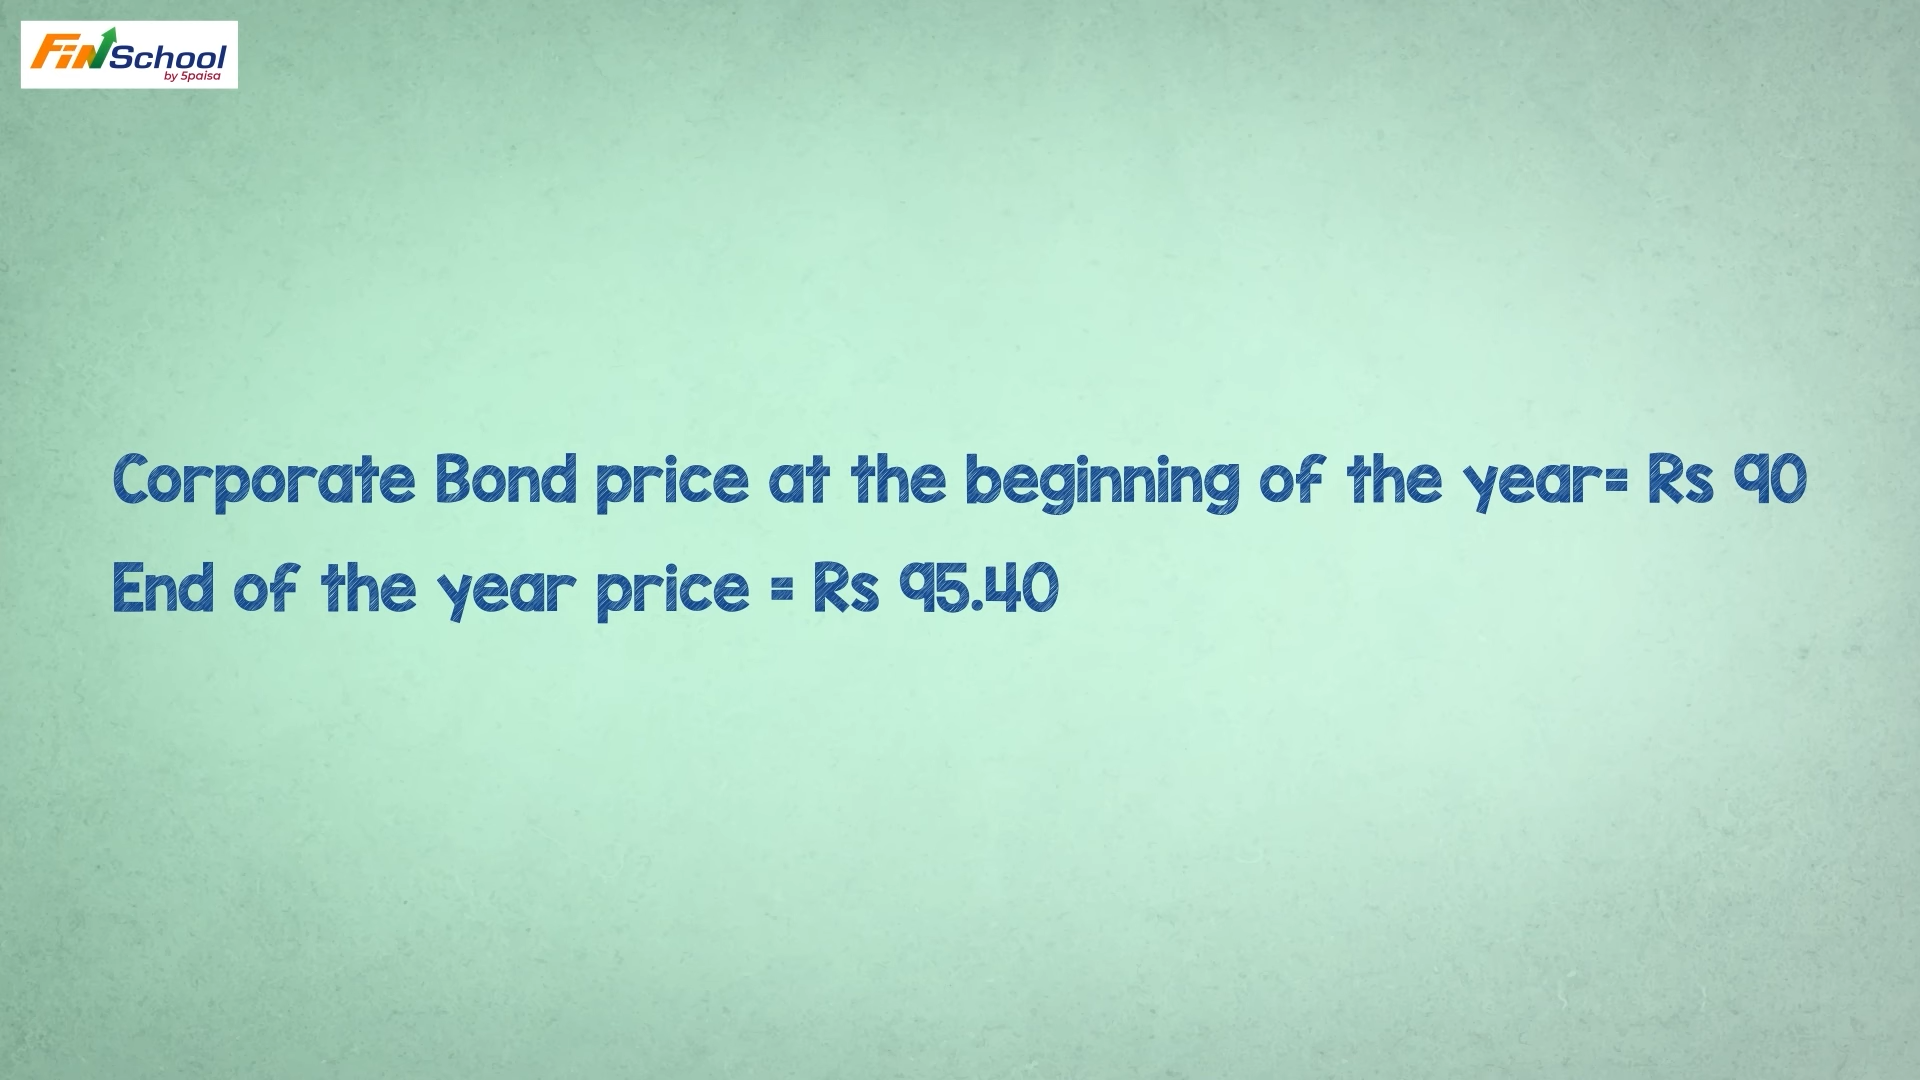 FinSchool
by 5paisa
Corporate Bond price at the beginning of the year= Rs 90
End of the year price = Rs 95.40